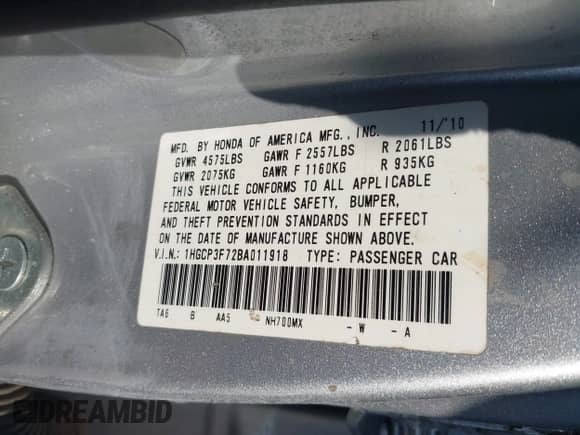 MFD. BY HONDA OF AMERICA MFG., INC. 11/'10
GVWR 4575LBS GAWR F 2557LBS R 2061LBS
GVWR 2075KG GAWR F 1160KG R 935KG
THIS VEHICLE CONFORMS TO ALL APPLICABLE
FEDERAL MOTOR VEHICLE SAFETY, BUMPER,
AND THEFT PREVENTION STANDARDS IN EFFECT
ON THE DATE OF MANUFACTURE SHOWN ABOVE.
V.I.N.: 1HGCP3F72BA011918 TYPE: PASSENGER CAR
TA6 B AA5 NH700MX - W - A
DREAMBID